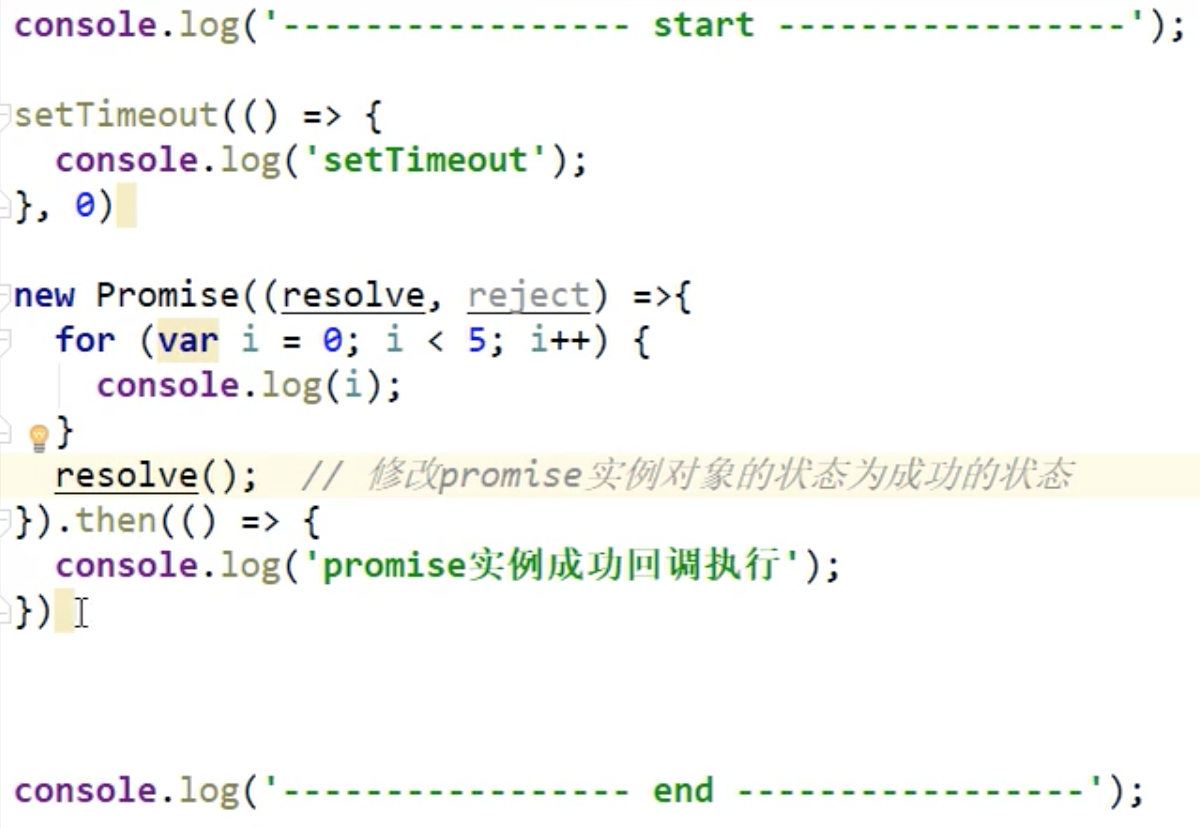 console.log('----------------- start -----------------');
setTimeout(() => {
  console.log('setTimeout');
}, 0)
new Promise((resolve, reject) =>{
  for (var i = 0; i < 5; i++) {
    console.log(i);
  }
  resolve();  // 修改promise实例对象的状态为成功的状态
}).then(() => {
  console.log('promise实例成功回调执行');
})
console.log('----------------- end -----------------');